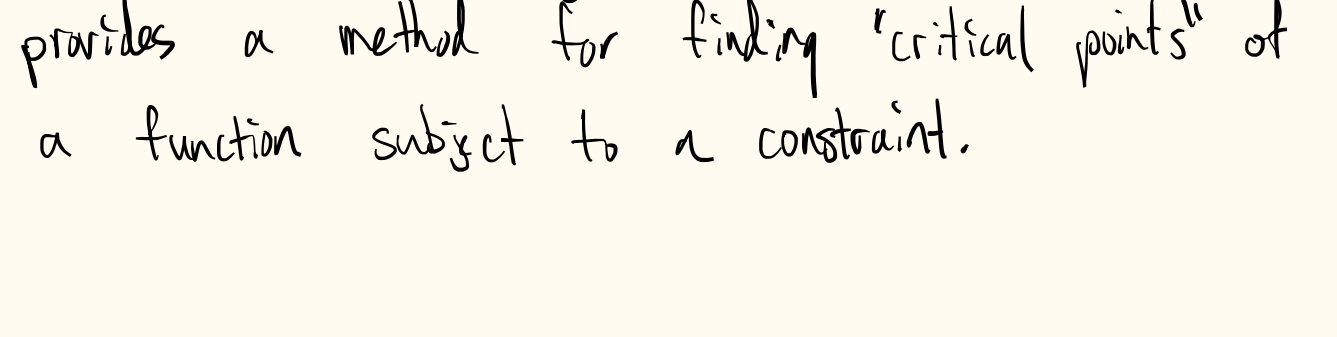 provides a method for finding "critical points" of
a function subject to a constraint.